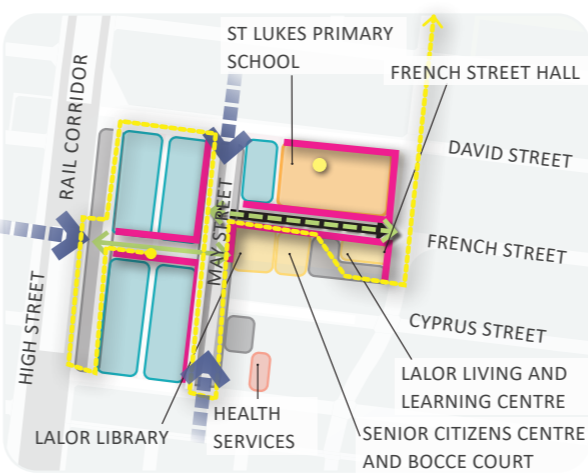 ST LUKES PRIMARY
SCHOOL
FRENCH STREET HALL
RAIL CORRIDOR
DAVID STREET
MAY STREET
FRENCH STREET
HIGH STREET
CYPRUS STREET
LALOR LIVING AND
LEARNING CENTRE
HEALTH
SERVICES
LALOR LIBRARY
SENIOR CITIZENS CENTRE
AND BOCCE COURT